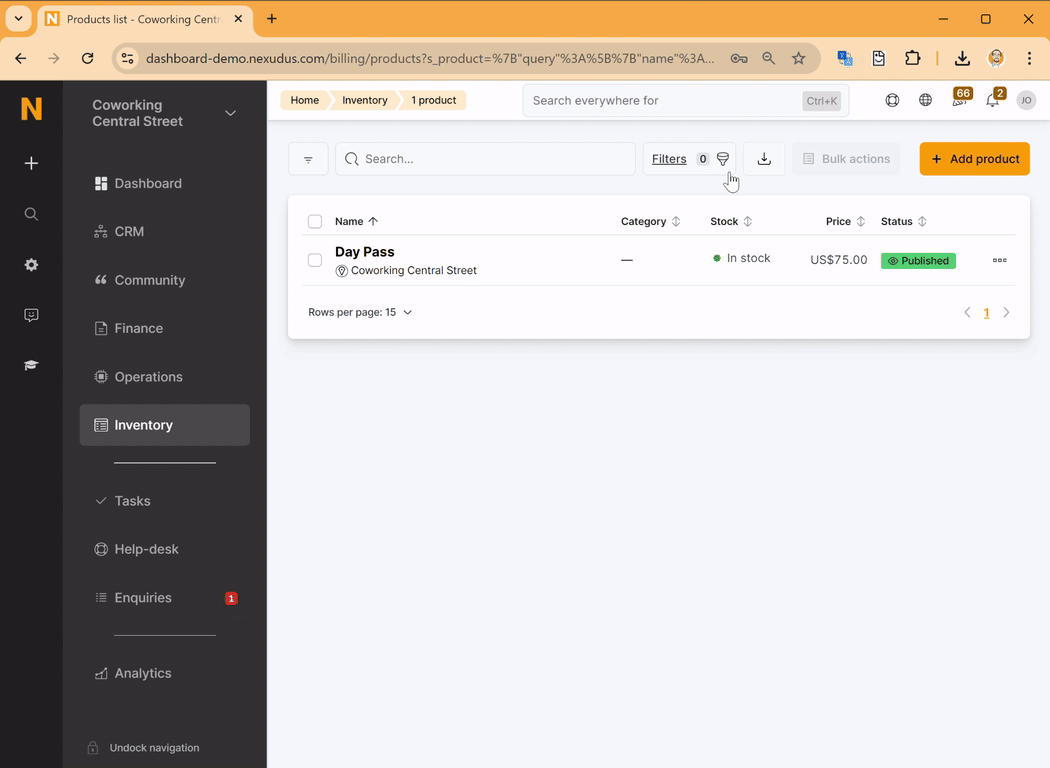 Products list - Coworking Centr
dashboard-demo.nexudus.com/billing/products?s_product=%7B"query"%3A%5B%7B"name"%3A...
N
Coworking
Central Street
Dashboard
CRM
Community
Finance
Operations
Inventory
Tasks
Help-desk
Enquiries 1
Analytics
Undock navigation
Home Inventory 1 product
Search everywhere for Ctrl+K
66 2 JO
Search...
Filters 0
Bulk actions
+ Add product
Name Category Stock Price Status
Day Pass
Coworking Central Street
— In stock US$75.00 Published
Rows per page: 15
1